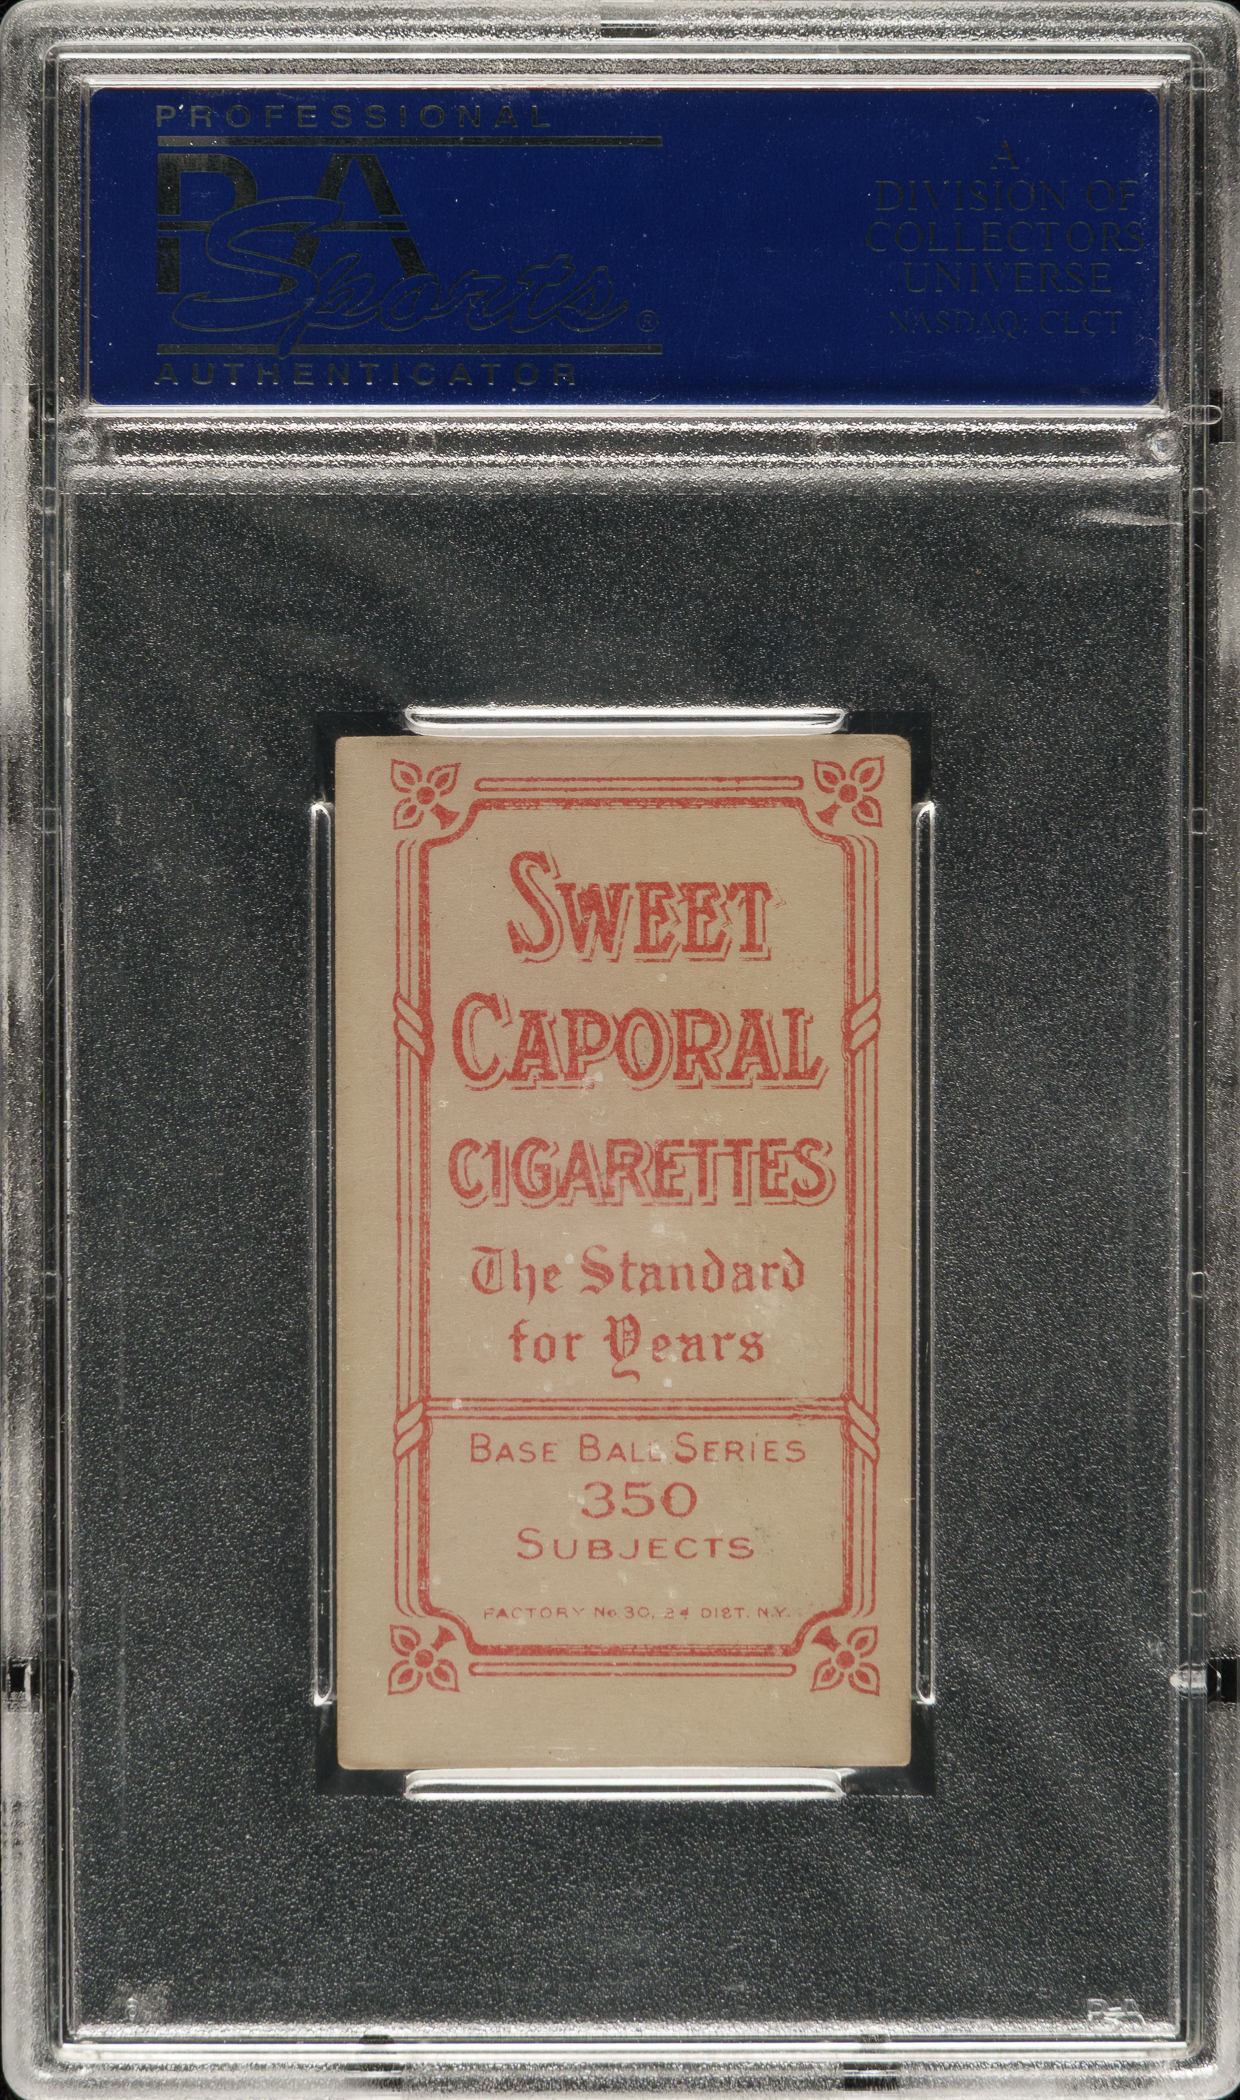 PROFESSIONAL
PSA
Sports®
AUTHENTICATOR
A
DIVISION OF
COLLECTORS
UNIVERSE
NASDAQ: CLCT
SWEET
CAPORAL
CIGARETTES
The Standard
for Years
BASE BALL SERIES
350
SUBJECTS
FACTORY No. 30, 2d DIST. N.Y.
PSA